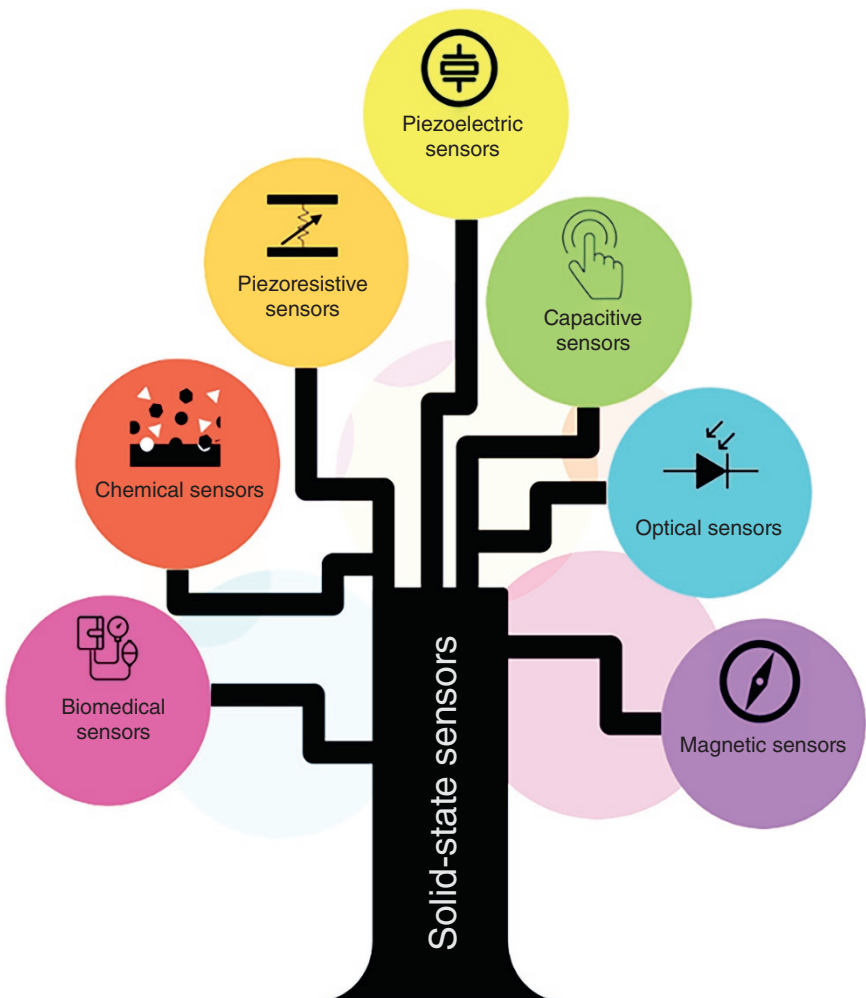 Piezoelectric
sensors
Piezoresistive
sensors
Capacitive
sensors
Chemical sensors
Optical sensors
Biomedical
sensors
Magnetic sensors
Solid-state sensors